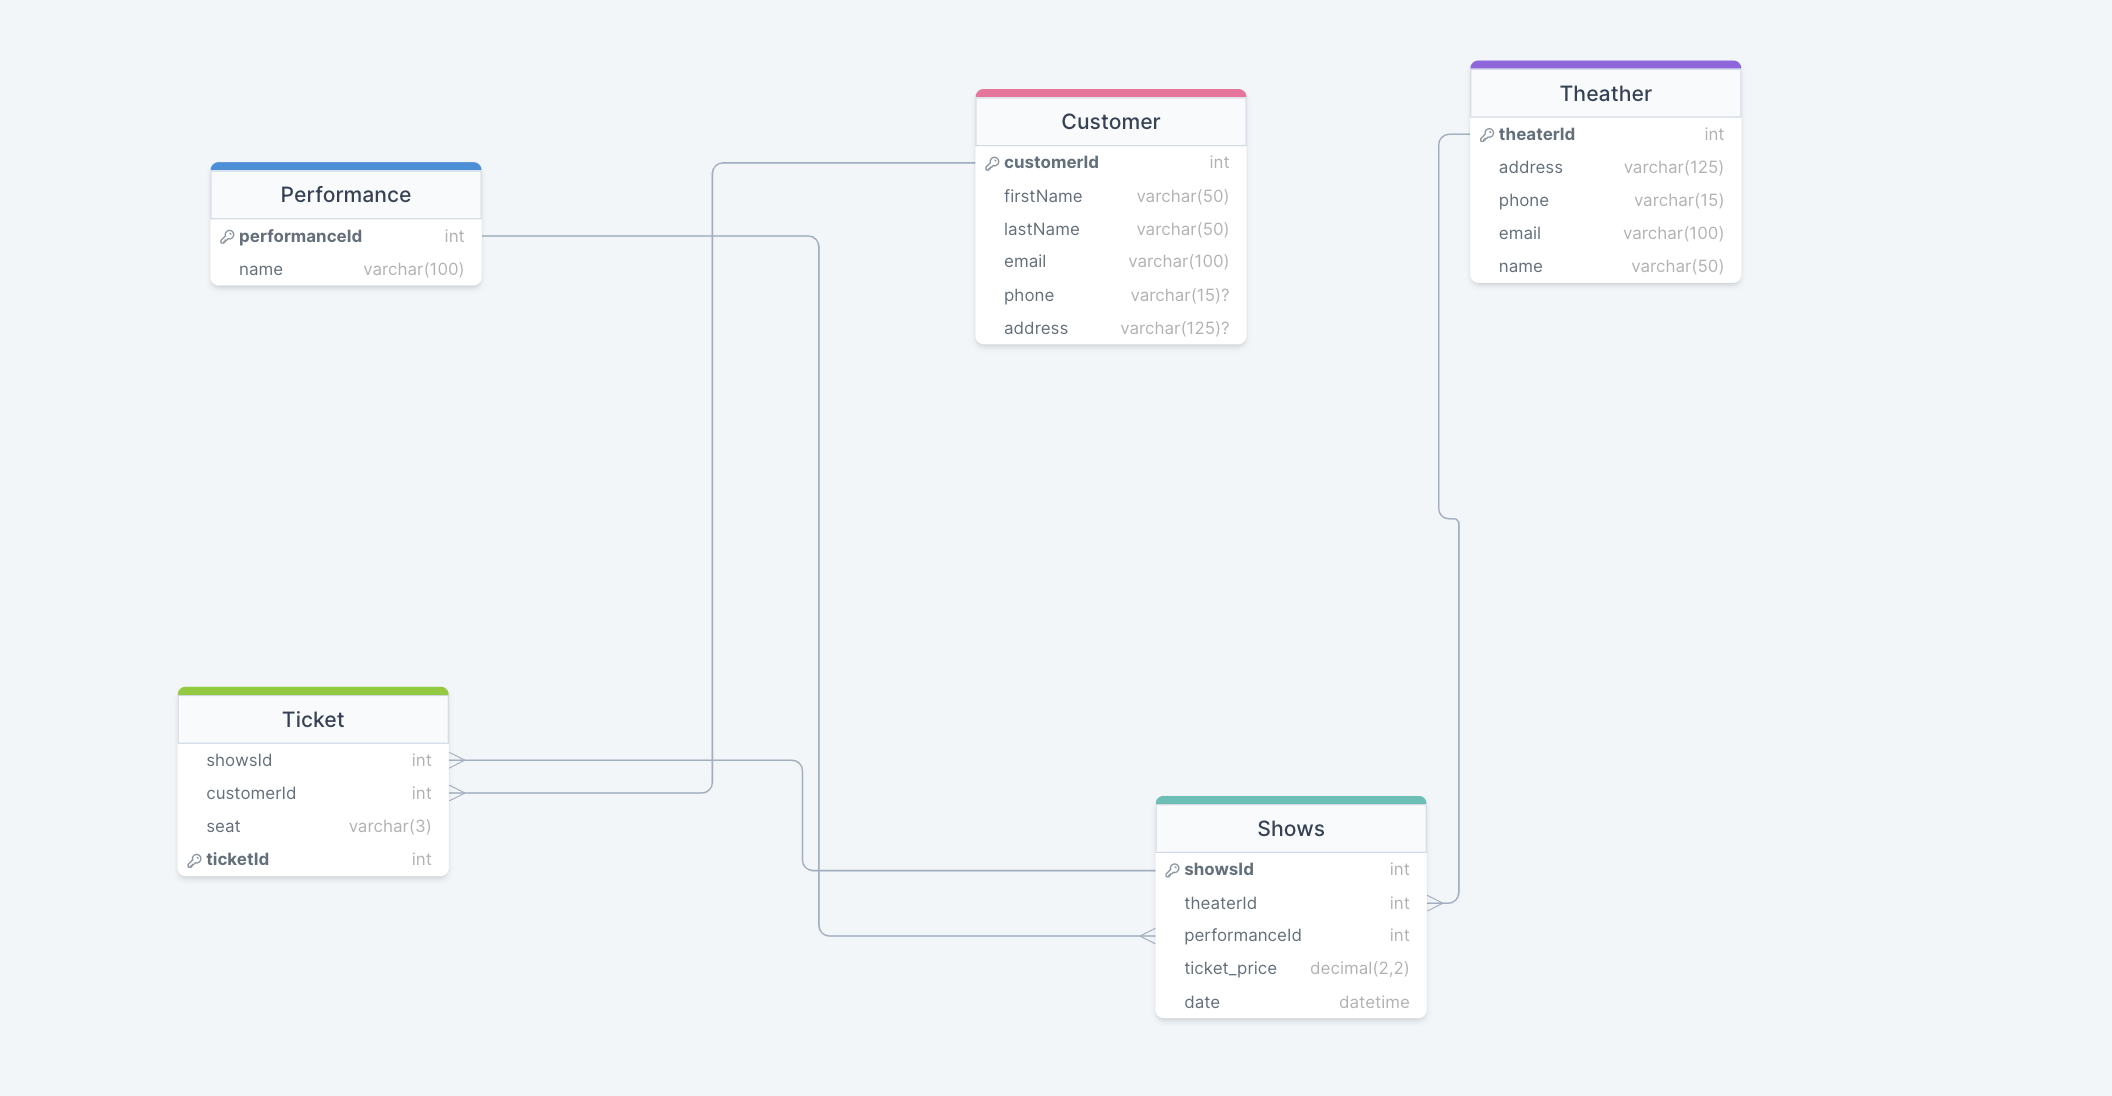 Performance
performanceId int
name varchar(100)
Customer
customerId int
firstName varchar(50)
lastName varchar(50)
email varchar(100)
phone varchar(15)?
address varchar(125)?
Theather
theaterId int
address varchar(125)
phone varchar(15)
email varchar(100)
name varchar(50)
Ticket
showsId int
customerId int
seat varchar(3)
ticketId int
Shows
showsId int
theaterId int
performanceId int
ticket_price decimal(2,2)
date datetime